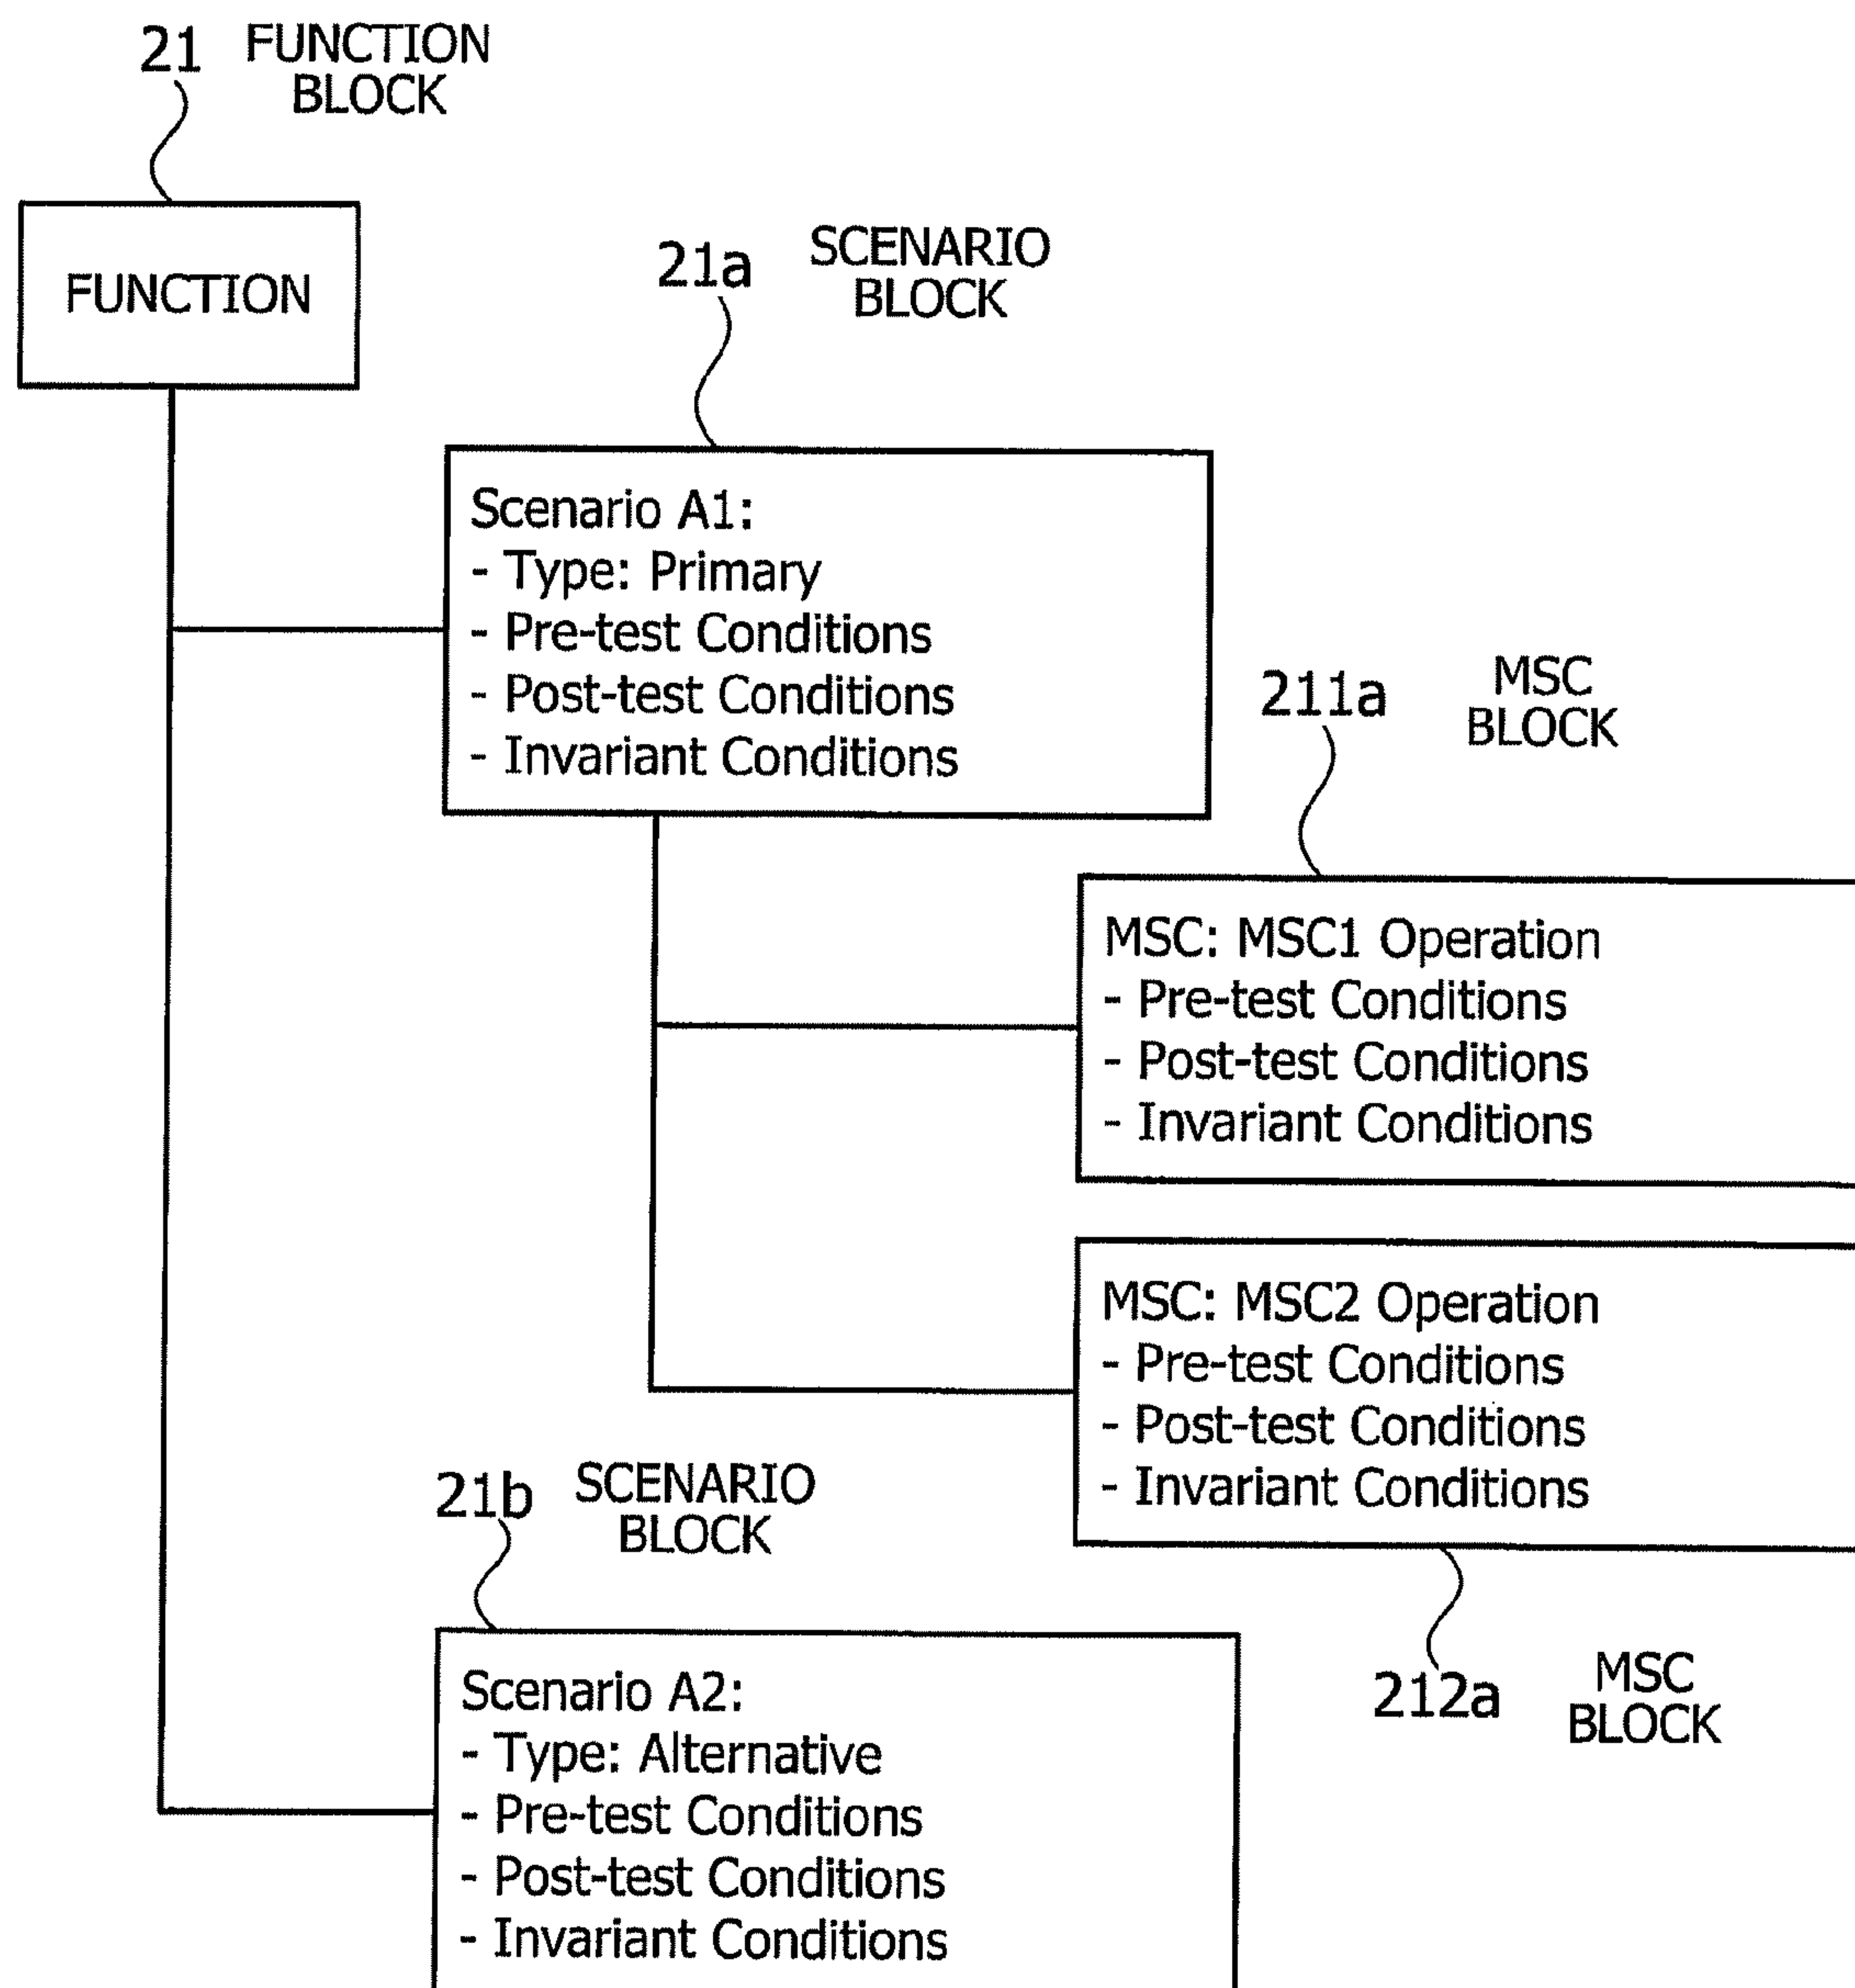 21 FUNCTION
BLOCK
FUNCTION
21a SCENARIO
BLOCK
Scenario A1:
- Type: Primary
- Pre-test Conditions
- Post-test Conditions
- Invariant Conditions
211a MSC
BLOCK
MSC: MSC1 Operation
- Pre-test Conditions
- Post-test Conditions
- Invariant Conditions
MSC: MSC2 Operation
- Pre-test Conditions
- Post-test Conditions
- Invariant Conditions
212a MSC
BLOCK
21b SCENARIO
BLOCK
Scenario A2:
- Type: Alternative
- Pre-test Conditions
- Post-test Conditions
- Invariant Conditions